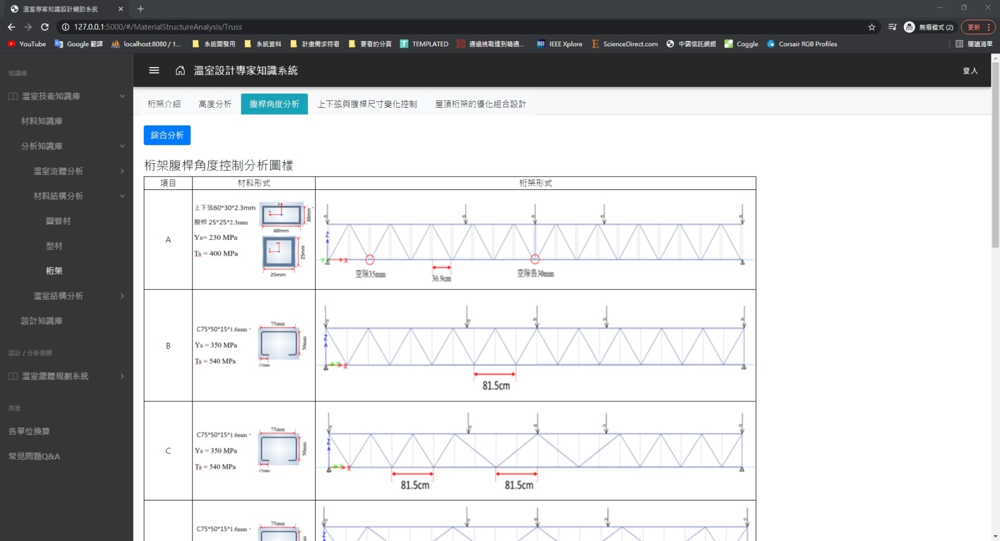 溫室專家知識設計輔助系統
127.0.0.1:5000/#/MaterialStructureAnalysis/Truss
無痕模式 (2)
更新
YouTube
Google 翻譯
localhost:8080 / 1...
系統開發用
系統資料
計畫需求待看
要看的分頁
TEMPLATED
通過挑戰達到精通...
IEEE Xplore
ScienceDirect.com
中國信託網銀
Coggle
Corsair RGB Profiles
閱讀清單
知識庫
溫室技術知識庫
材料知識庫
分析知識庫
溫室流體分析
材料結構分析
圓管材
型材
桁架
溫室結構分析
設計知識庫
設計 / 分析規劃
溫室總體規劃系統
其他
各單位換算
常見問題Q&A
溫室設計專家知識系統
登入
桁架介紹
高度分析
腹桿角度分析
上下弦與腹桿尺寸變化控制
屋頂桁架的優化組合設計
綜合分析
桁架腹桿角度控制分析圖樣
項目 材料形式 桁架形式
A
上下弦60*30*2.3mm
腹桿 25*25*2.3mm
Ys= 230 MPa
Ts = 400 MPa
30mm
60mm
25mm
25mm
Z
Y X
空隙35mm
36.9cm
空隙各30mm
B
C75*50*15*1.6mm
Ys = 350 MPa
Ts = 540 MPa
75mm
50mm
15mm
Z
Y X
81.5cm
C
C75*50*15*1.6mm
Ys = 350 MPa
Ts = 540 MPa
75mm
50mm
15mm
Z
Y X
81.5cm
81.5cm
C75*50*15*1.6mm
75mm
Z